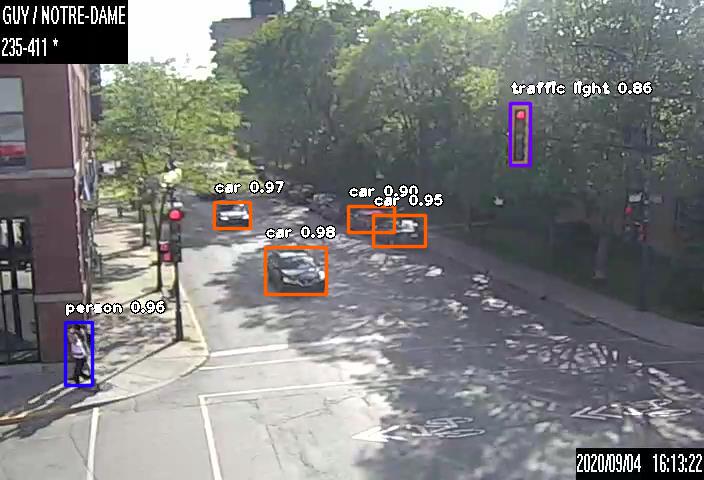 GUY / NOTRE-DAME
235-411 *
traffic light 0.86
car 0.97
car 0.90
car 0.95
car 0.98
person 0.96
2020/09/04 16:13:22